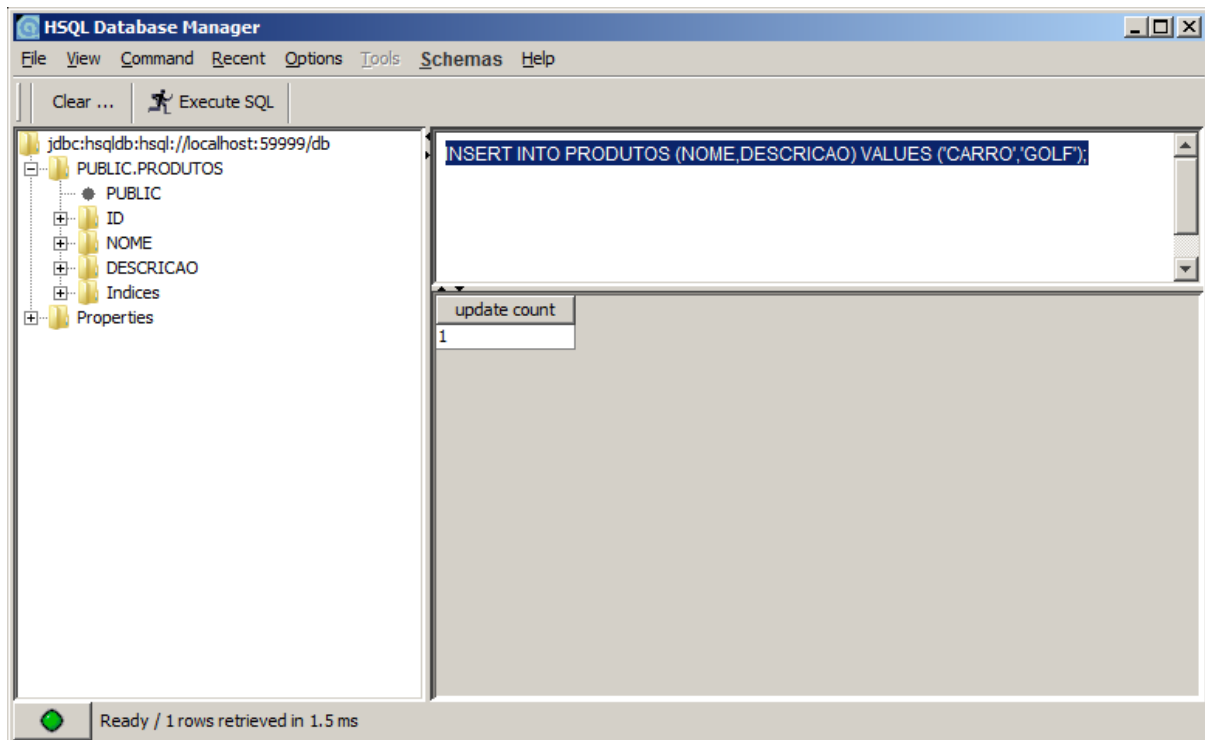 HSQL Database Manager
File View Command Recent Options Tools Schemas Help
Clear ... Execute SQL
jdbc:hsqldb:hsql://localhost:59999/db
PUBLIC.PRODUTOS
PUBLIC
ID
NOME
DESCRICAO
Indices
Properties
INSERT INTO PRODUTOS (NOME,DESCRICAO) VALUES ('CARRO','GOLF');
update count
1
Ready / 1 rows retrieved in 1.5 ms